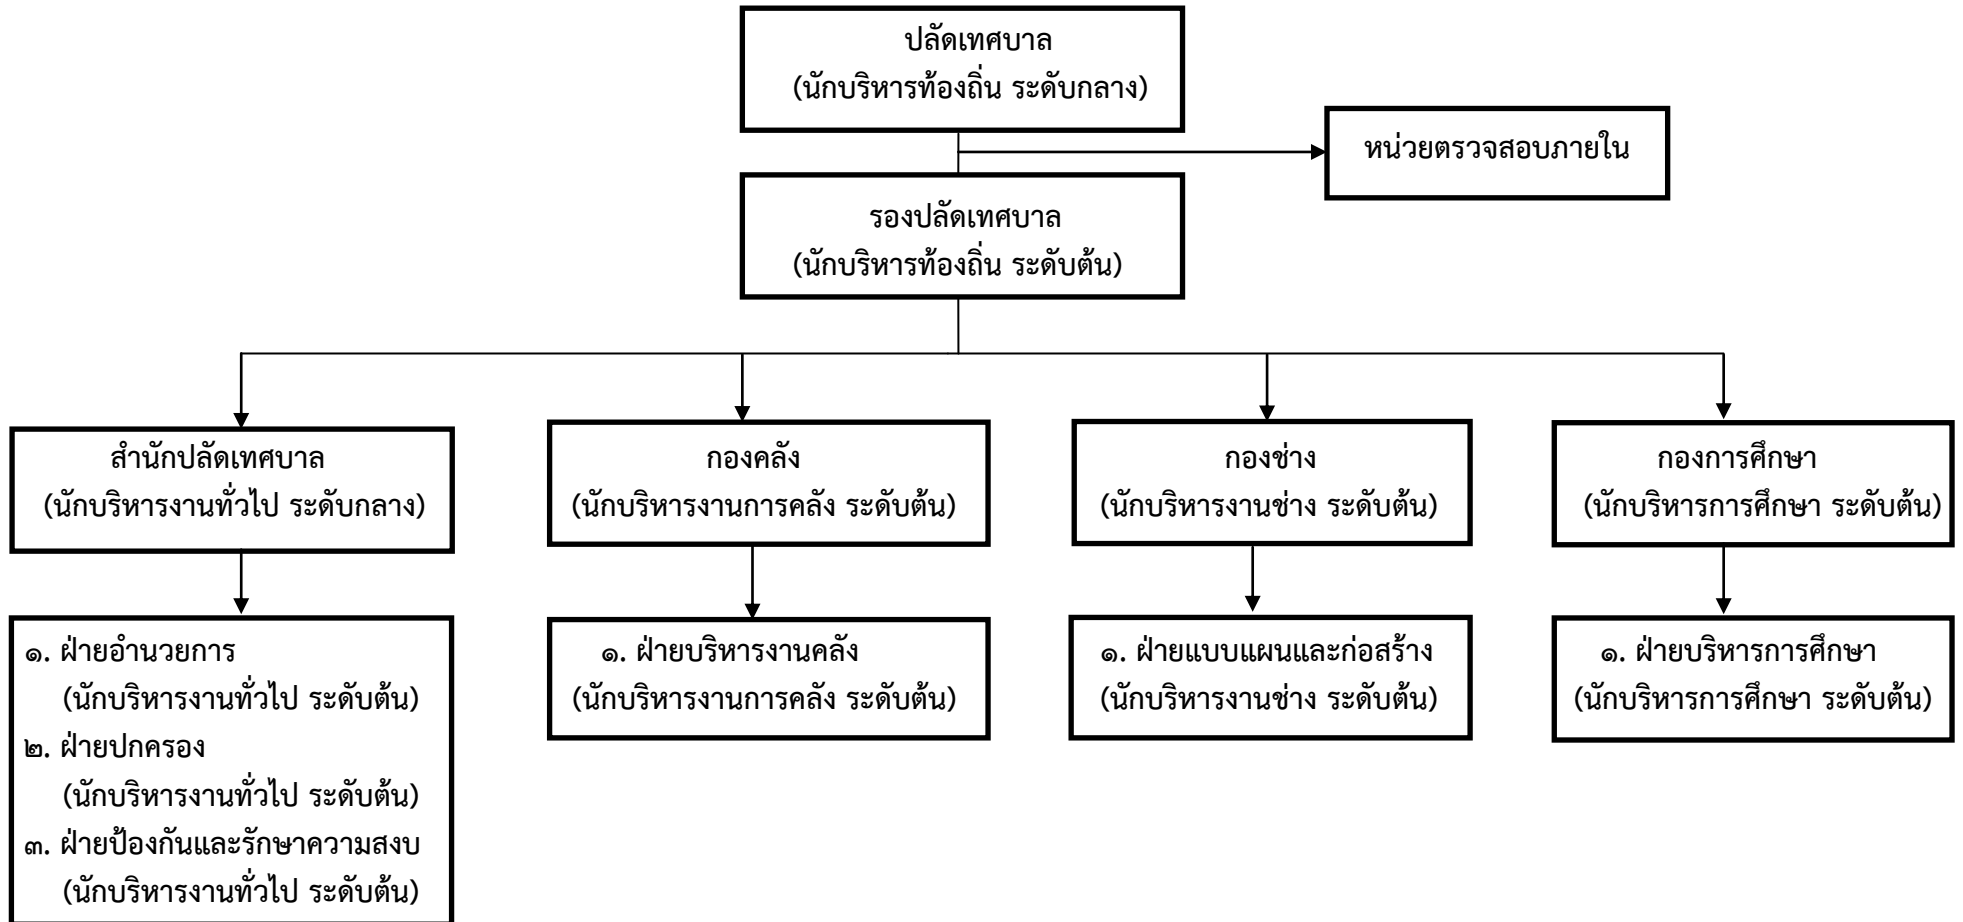 ปลัดเทศบาล
(นักบริหารท้องถิ่น ระดับกลาง)
หน่วยตรวจสอบภายใน
รองปลัดเทศบาล
(นักบริหารท้องถิ่น ระดับต้น)
สำนักปลัดเทศบาล
(นักบริหารงานทั่วไป ระดับกลาง)
กองคลัง
(นักบริหารงานการคลัง ระดับต้น)
กองช่าง
(นักบริหารงานช่าง ระดับต้น)
กองการศึกษา
(นักบริหารการศึกษา ระดับต้น)
๑. ฝ่ายอำนวยการ
(นักบริหารงานทั่วไป ระดับต้น)
๒. ฝ่ายปกครอง
(นักบริหารงานทั่วไป ระดับต้น)
๓. ฝ่ายป้องกันและรักษาความสงบ
(นักบริหารงานทั่วไป ระดับต้น)
๑. ฝ่ายบริหารงานคลัง
(นักบริหารงานการคลัง ระดับต้น)
๑. ฝ่ายแบบแผนและก่อสร้าง
(นักบริหารงานช่าง ระดับต้น)
๑. ฝ่ายบริหารการศึกษา
(นักบริหารการศึกษา ระดับต้น)